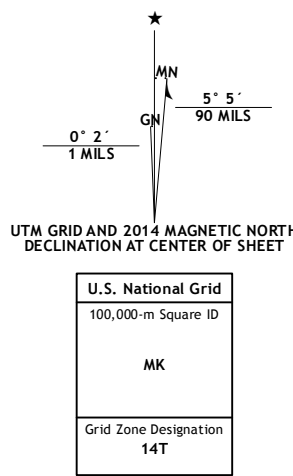 ★
MN
5° 5´
90 MILS
GN
0° 2´
1 MILS
UTM GRID AND 2014 MAGNETIC NORTH
DECLINATION AT CENTER OF SHEET
U.S. National Grid
100,000-m Square ID
MK
Grid Zone Designation
14T